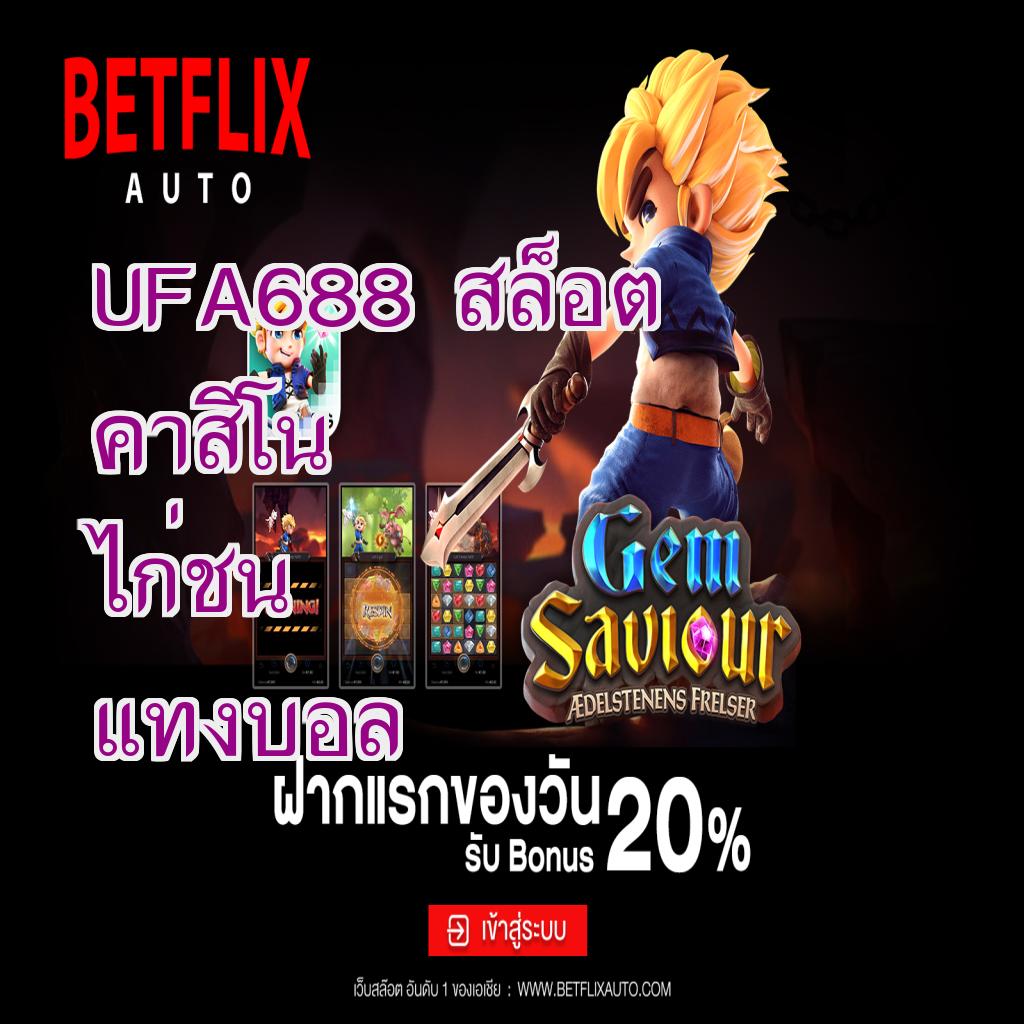 BETFLIX
AUTO
UFA688 สล็อต
คาสิโน
ไก่ชน
แทงบอล
Gem
Saviour
ÆDELSTENENS FRELSER
ฝากแรกของวัน
รับ Bonus 20%
เข้าสู่ระบบ
เว็บสล๊อต อันดับ 1 ของเอเชีย : WWW.BETFLIXAUTO.COM